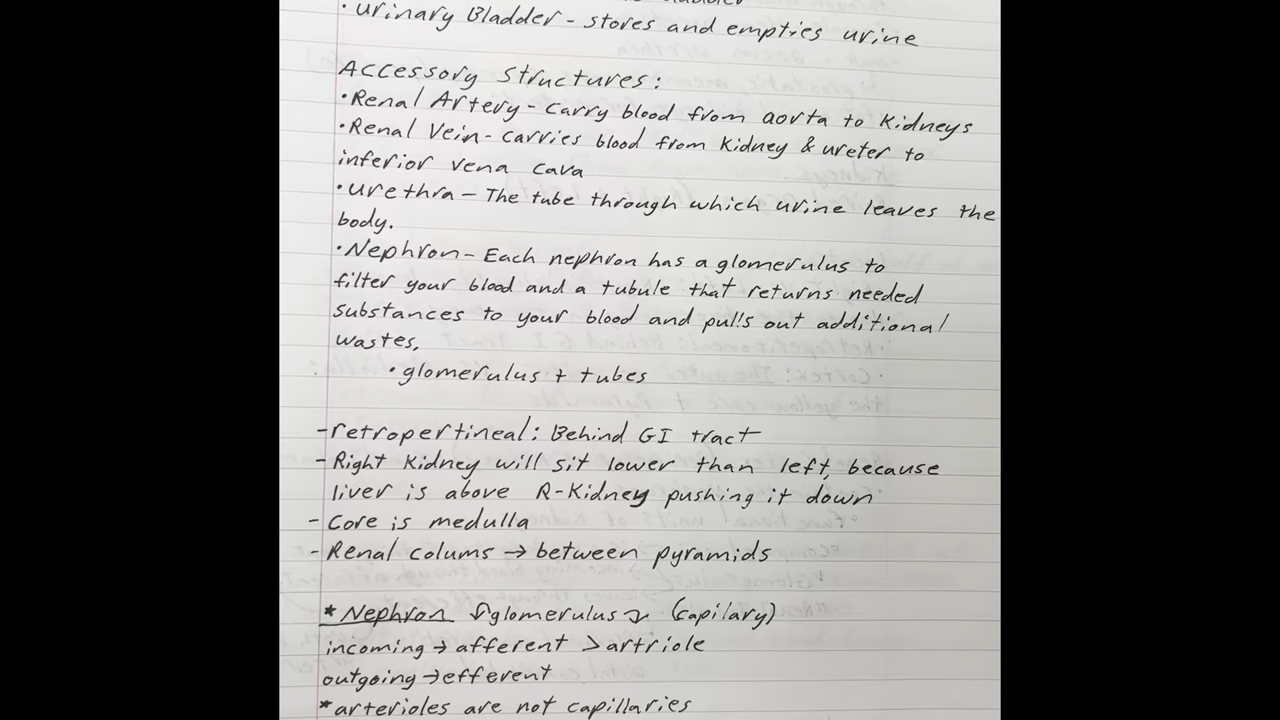 • urinary Bladder - stores and empties urine
Accessory structures:
• Renal Artery - carry blood from aorta to Kidneys
• Renal Vein - carries blood from Kidney & ureter to
inferior vena cava
• urethra - The tube through which urine leaves the
body.
• Nephron - Each nephron has a glomerulus to
filter your blood and a tubule that returns needed
substances to your blood and pulls out additional
wastes,
• glomerulus + tubes
- retropertineal: Behind GI tract
- Right Kidney will sit lower than left, because
liver is above R-Kidney pushing it down
- Core is medulla
- Renal colums → between pyramids
* Nephron glomerulus (capilary)
incoming → afferent > artriole
outgoing → efferent
* arterioles are not capillaries